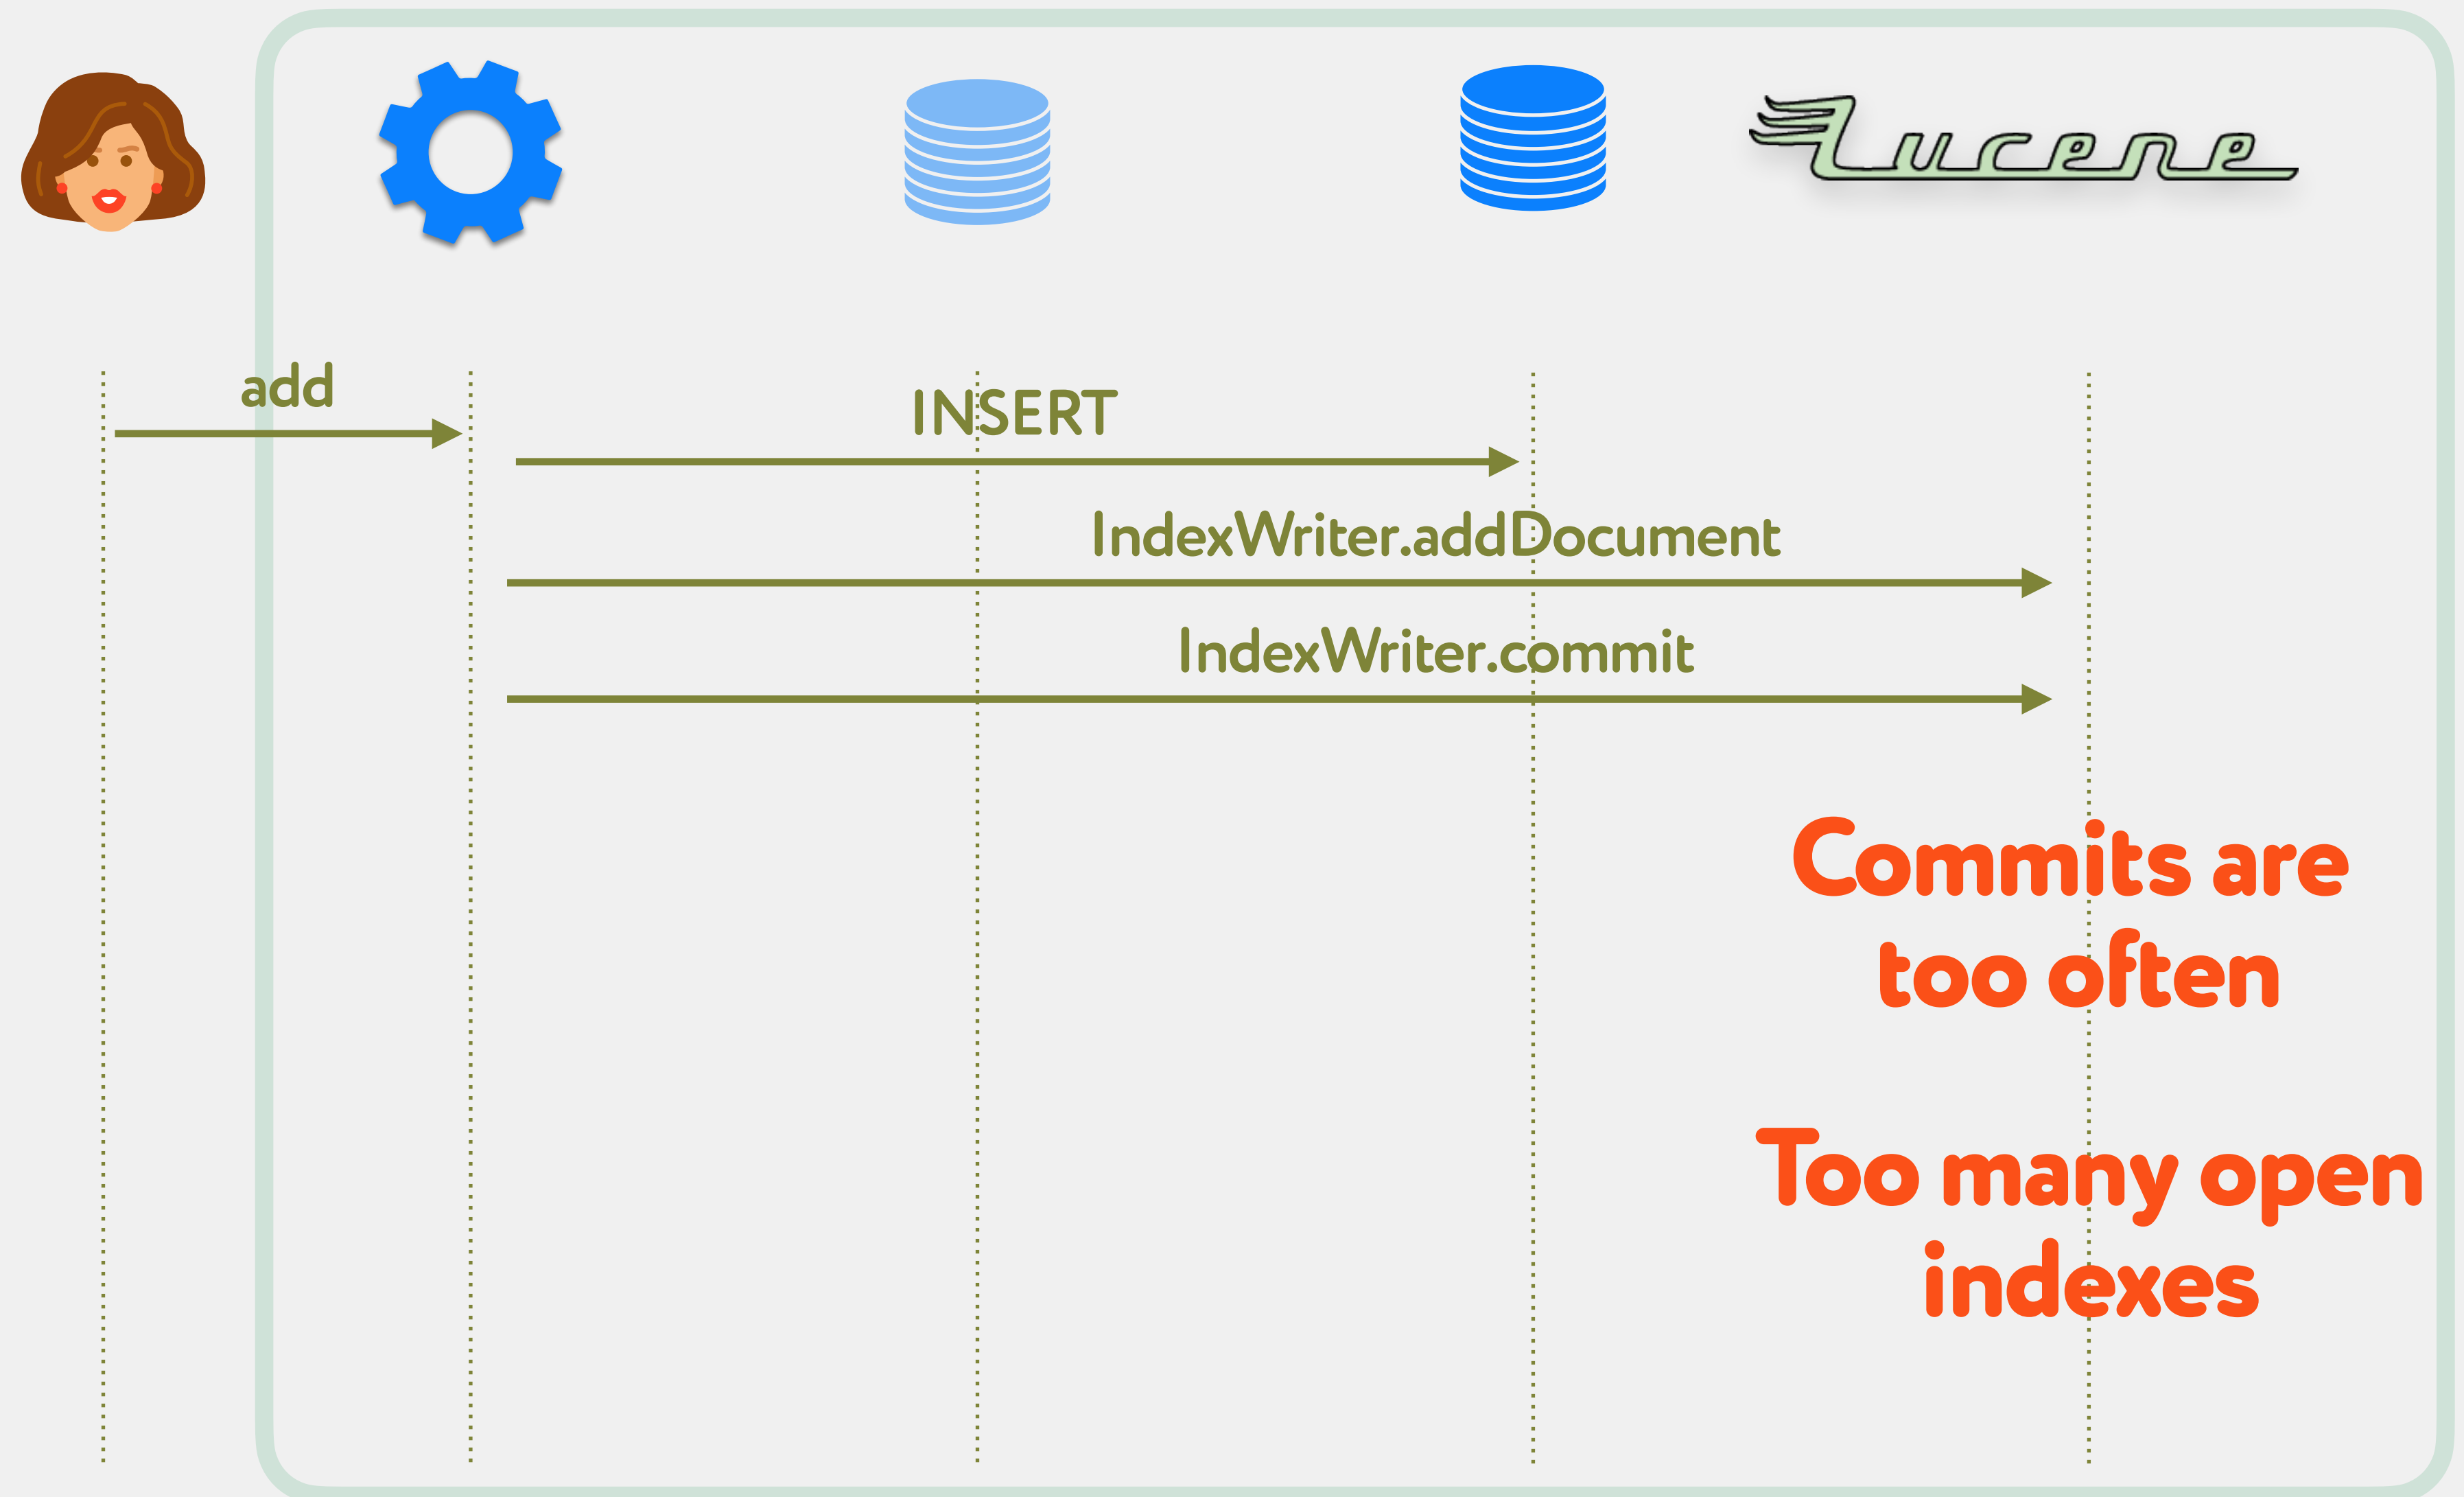 Lucene
add
INSERT
IndexWriter.addDocument
IndexWriter.commit
Commits are
too often
Too many open
indexes